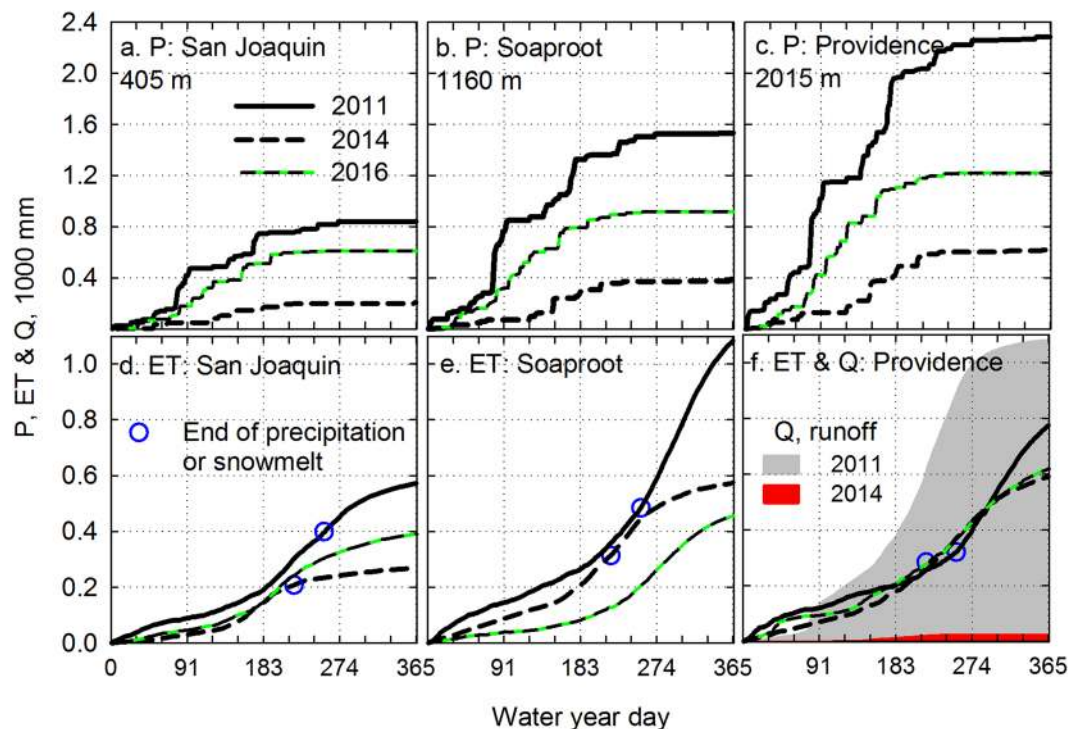 2.4
2.0
1.6
1.2
0.8
0.4
a. P: San Joaquin
405 m
2011
2014
2016
b. P: Soaproot
1160 m
c. P: Providence
2015 m
P, ET & Q, 1000 mm
1.0
0.8
0.6
0.4
0.2
0.0
d. ET: San Joaquin
End of precipitation
or snowmelt
e. ET: Soaproot
f. ET & Q: Providence
Q, runoff
2011
2014
0 91 183 274 365 91 183 274 365 91 183 274 365
Water year day